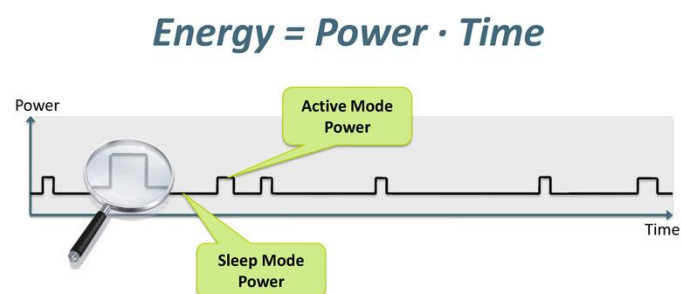 Energy = Power · Time
Power
Active Mode
Power
Time
Sleep Mode
Power